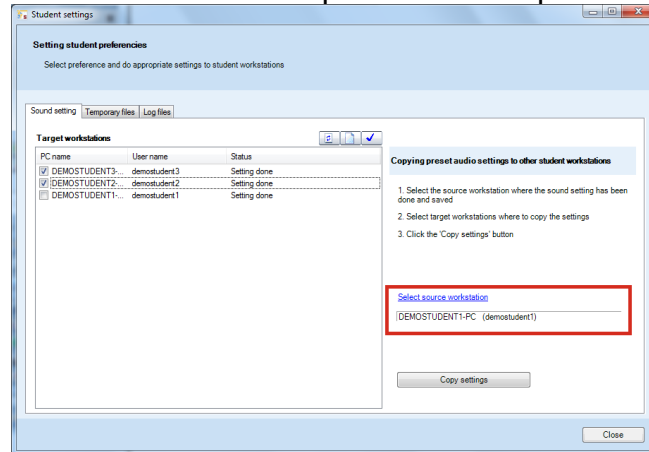 Student settings
Setting student preferencies
Select preference and do appropriate settings to student workstations
Sound setting
Temporary files
Log files
Target workstations
PC name User name Status
DEMOSTUDENT3-... demostudent3 Setting done
DEMOSTUDENT2-... demostudent2 Setting done
DEMOSTUDENT1-... demostudent1 Setting done
Copying preset audio settings to other student workstations
1. Select the source workstation where the sound setting has been
done and saved
2. Select target workstations where to copy the settings
3. Click the 'Copy settings' button
Select source workstation
DEMOSTUDENT1-PC (demostudent1)
Copy settings
Close